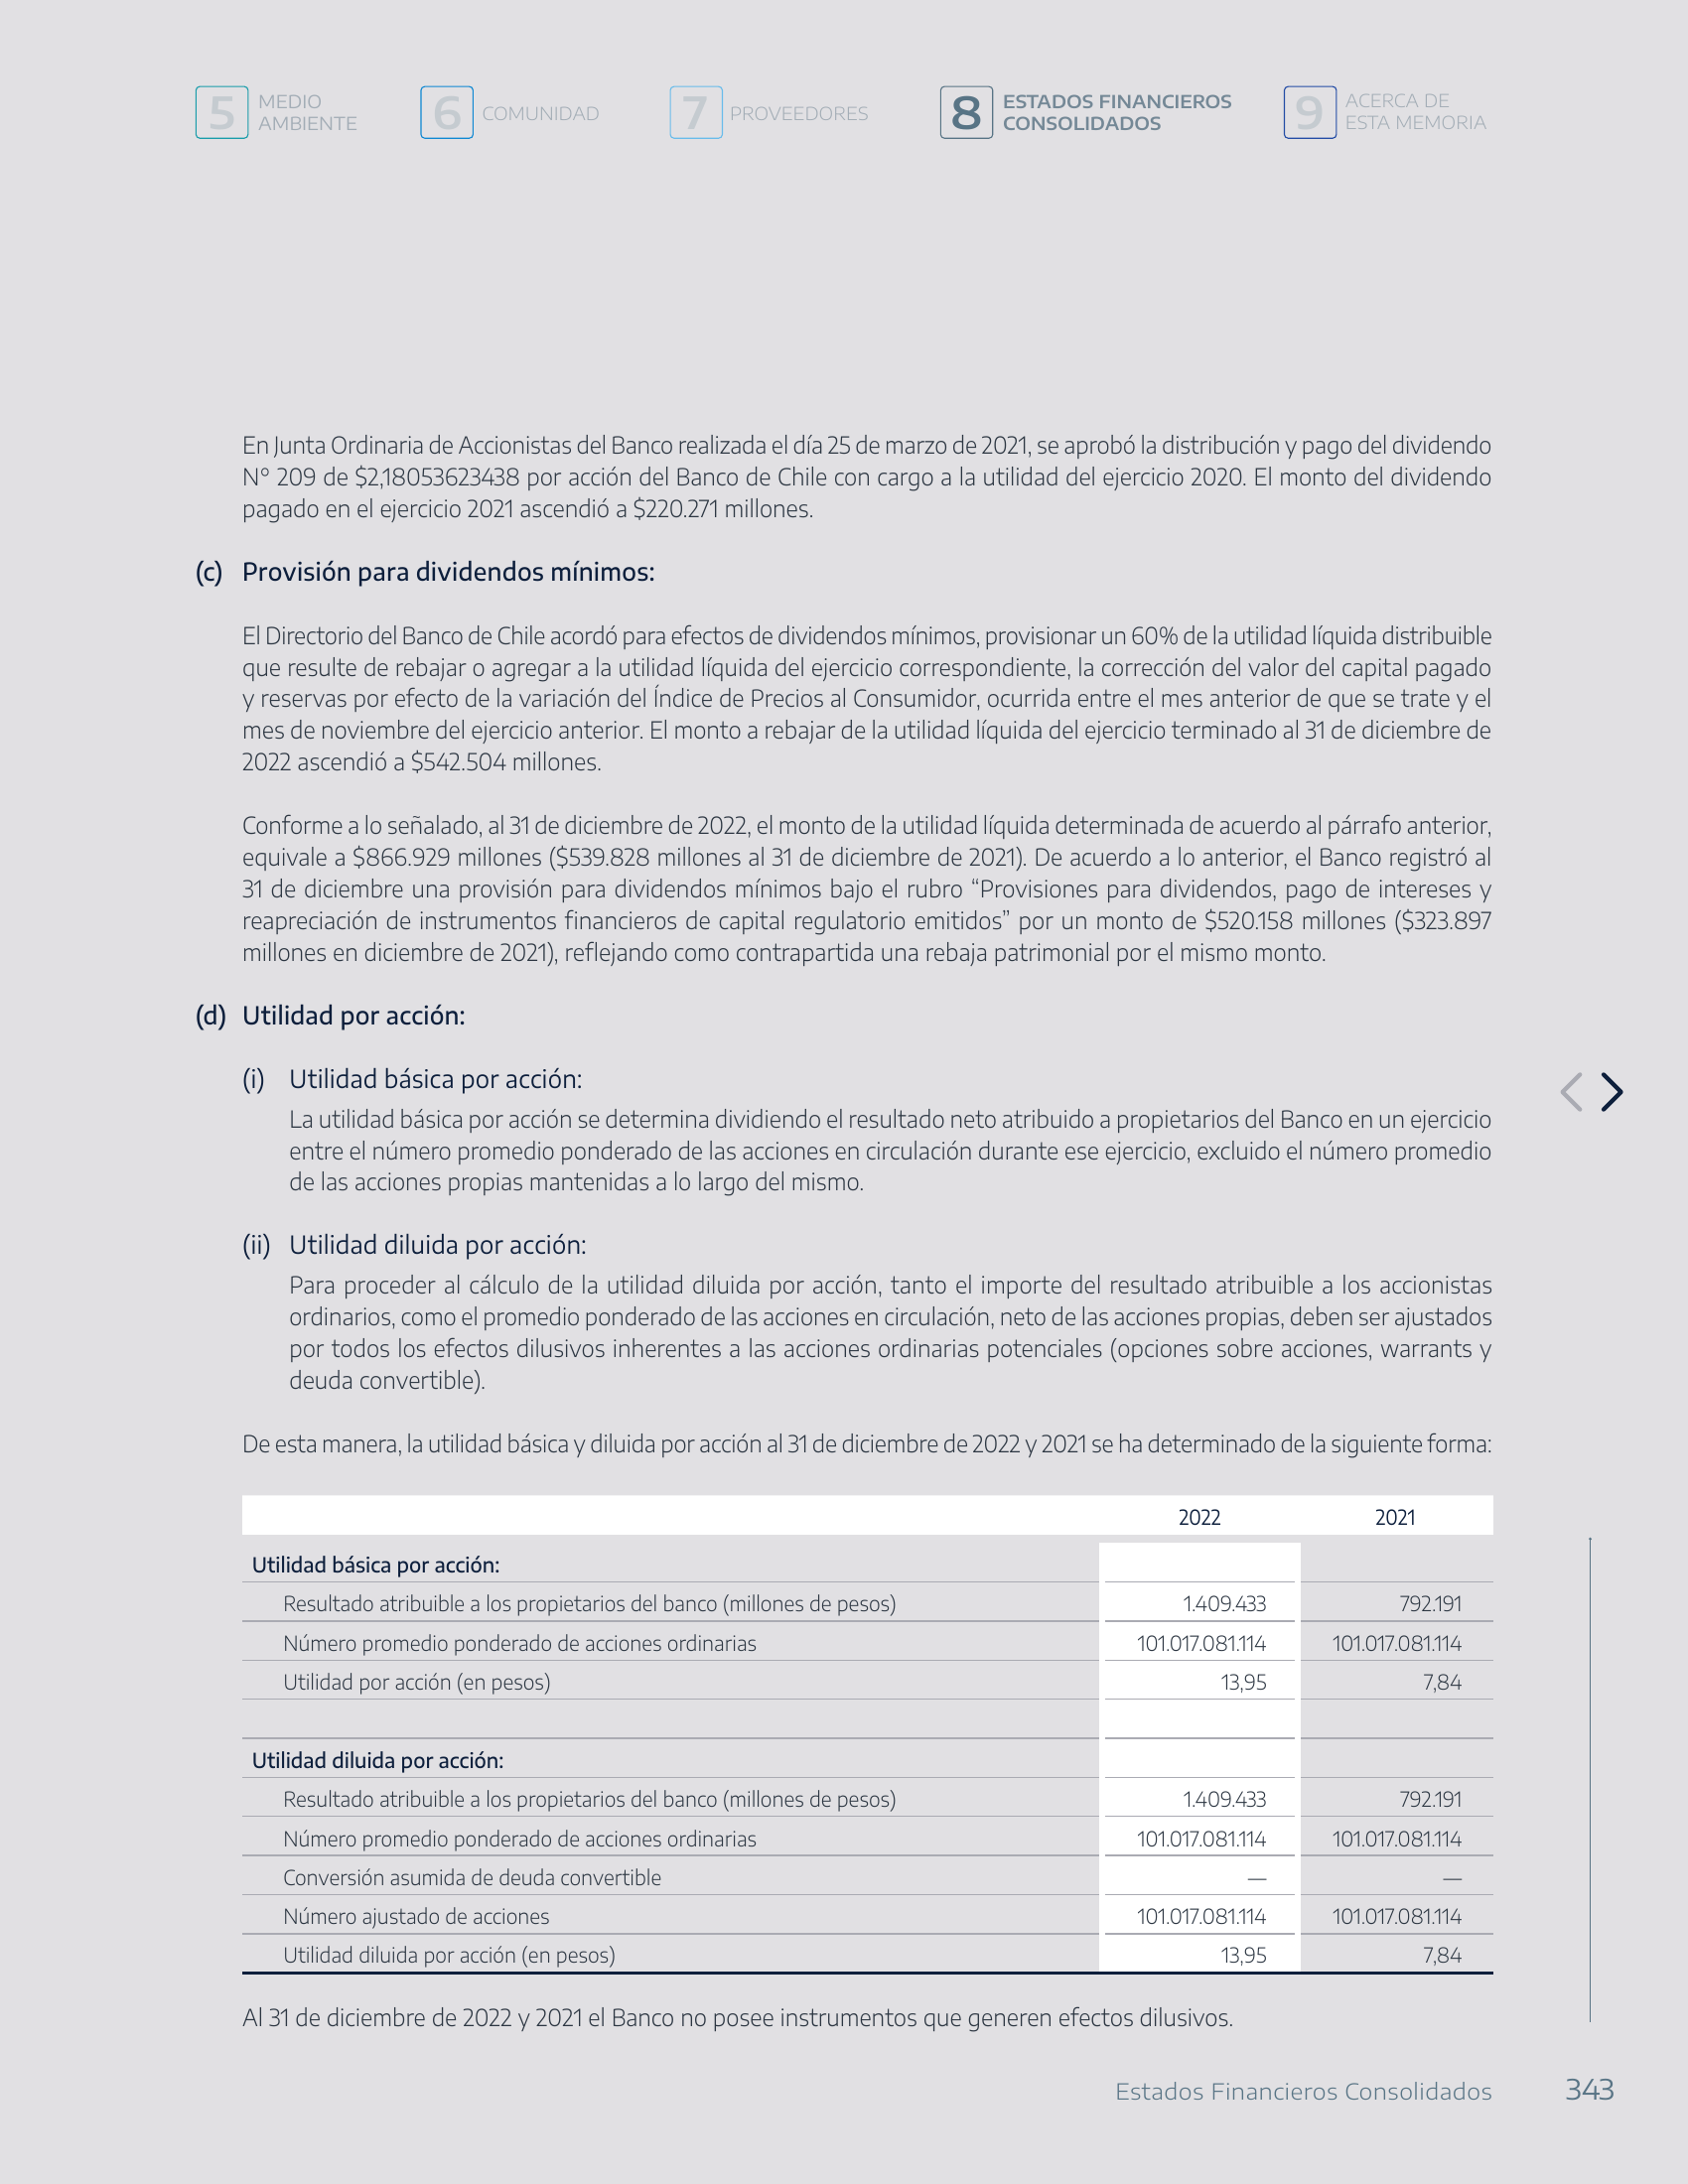 5 MEDIO AMBIENTE
6 COMUNIDAD
7 PROVEEDORES
8 ESTADOS FINANCIEROS CONSOLIDADOS
9 ACERCA DE ESTA MEMORIA
En Junta Ordinaria de Accionistas del Banco realizada el día 25 de marzo de 2021, se aprobó la distribución y pago del dividendo
N° 209 de $2,18053623438 por acción del Banco de Chile con cargo a la utilidad del ejercicio 2020. El monto del dividendo
pagado en el ejercicio 2021 ascendió a $220.271 millones.
(c) Provisión para dividendos mínimos:
El Directorio del Banco de Chile acordó para efectos de dividendos mínimos, provisionar un 60% de la utilidad líquida distribuible
que resulte de rebajar o agregar a la utilidad líquida del ejercicio correspondiente, la corrección del valor del capital pagado
y reservas por efecto de la variación del Índice de Precios al Consumidor, ocurrida entre el mes anterior de que se trate y el
mes de noviembre del ejercicio anterior. El monto a rebajar de la utilidad líquida del ejercicio terminado al 31 de diciembre de
2022 ascendió a $542.504 millones.
Conforme a lo señalado, al 31 de diciembre de 2022, el monto de la utilidad líquida determinada de acuerdo al párrafo anterior,
equivale a $866.929 millones ($539.828 millones al 31 de diciembre de 2021). De acuerdo a lo anterior, el Banco registró al
31 de diciembre una provisión para dividendos mínimos bajo el rubro “Provisiones para dividendos, pago de intereses y
reapreciación de instrumentos financieros de capital regulatorio emitidos” por un monto de $520.158 millones ($323.897
millones en diciembre de 2021), reflejando como contrapartida una rebaja patrimonial por el mismo monto.
(d) Utilidad por acción:
(i) Utilidad básica por acción:
La utilidad básica por acción se determina dividiendo el resultado neto atribuido a propietarios del Banco en un ejercicio
entre el número promedio ponderado de las acciones en circulación durante ese ejercicio, excluido el número promedio
de las acciones propias mantenidas a lo largo del mismo.
(ii) Utilidad diluida por acción:
Para proceder al cálculo de la utilidad diluida por acción, tanto el importe del resultado atribuible a los accionistas
ordinarios, como el promedio ponderado de las acciones en circulación, neto de las acciones propias, deben ser ajustados
por todos los efectos dilusivos inherentes a las acciones ordinarias potenciales (opciones sobre acciones, warrants y
deuda convertible).
De esta manera, la utilidad básica y diluida por acción al 31 de diciembre de 2022 y 2021 se ha determinado de la siguiente forma:
2022 2021
Utilidad básica por acción:
Resultado atribuible a los propietarios del banco (millones de pesos) 1.409.433 792.191
Número promedio ponderado de acciones ordinarias 101.017.081.114 101.017.081.114
Utilidad por acción (en pesos) 13,95 7,84
Utilidad diluida por acción:
Resultado atribuible a los propietarios del banco (millones de pesos) 1.409.433 792.191
Número promedio ponderado de acciones ordinarias 101.017.081.114 101.017.081.114
Conversión asumida de deuda convertible — —
Número ajustado de acciones 101.017.081.114 101.017.081.114
Utilidad diluida por acción (en pesos) 13,95 7,84
Al 31 de diciembre de 2022 y 2021 el Banco no posee instrumentos que generen efectos dilusivos.
Estados Financieros Consolidados 343